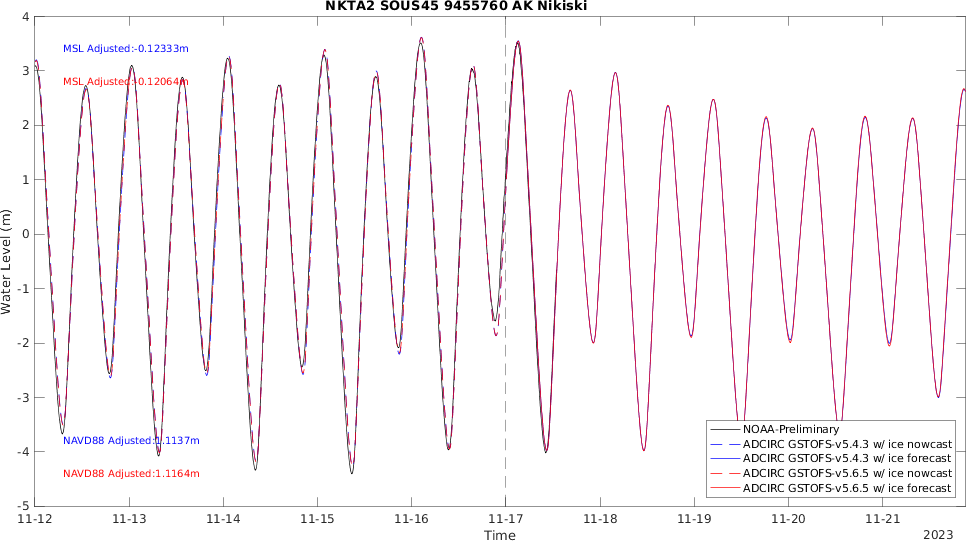 NKTA2 SOUS45 9455760 AK Nikiski
4
MSL Adjusted:-0.12333m
3
MSL Adjusted:-0.12064m
2
1
0
Water Level (m)
-1
-2
-3
NAVD88 Adjusted:1.1137m
NOAA-Preliminary
ADCIRC GSTOFS-v5.4.3 w/ ice nowcast
-4
ADCIRC GSTOFS-v5.4.3 w/ ice forecast
NAVD88 Adjusted:1.1164m
ADCIRC GSTOFS-v5.6.5 w/ ice nowcast
ADCIRC GSTOFS-v5.6.5 w/ ice forecast
-5
11-12 11-13 11-14 11-15 11-16 11-17 11-18 11-19 11-20 11-21
Time
2023